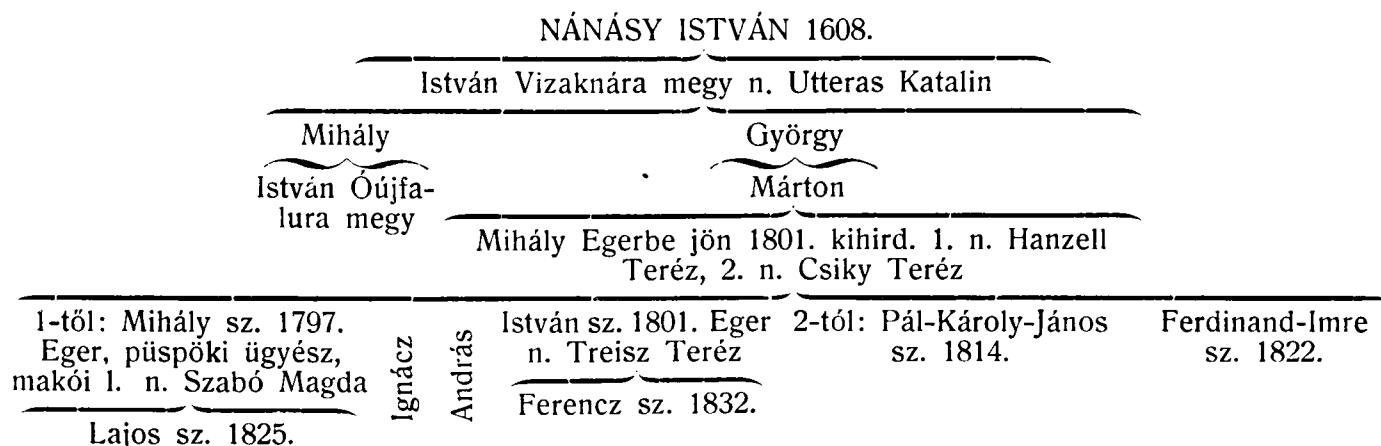 NÁNÁSY ISTVÁN 1608.
István Vizaknára megy n. Utteras Katalin
Mihály
György
István Óújfa-
lura megy
Márton
Mihály Egerbe jön 1801. kihird. 1. n. Hanzell
Teréz, 2. n. Csiky Teréz
1-től: Mihály sz. 1797.
Eger, püspöki ügyész,
makói l. n. Szabó Magda
Ignácz
András
István sz. 1801. Eger
n. Treisz Teréz
2-tól: Pál-Károly-János
sz. 1814.
Ferdinand-Imre
sz. 1822.
Lajos sz. 1825.
Ferencz sz. 1832.